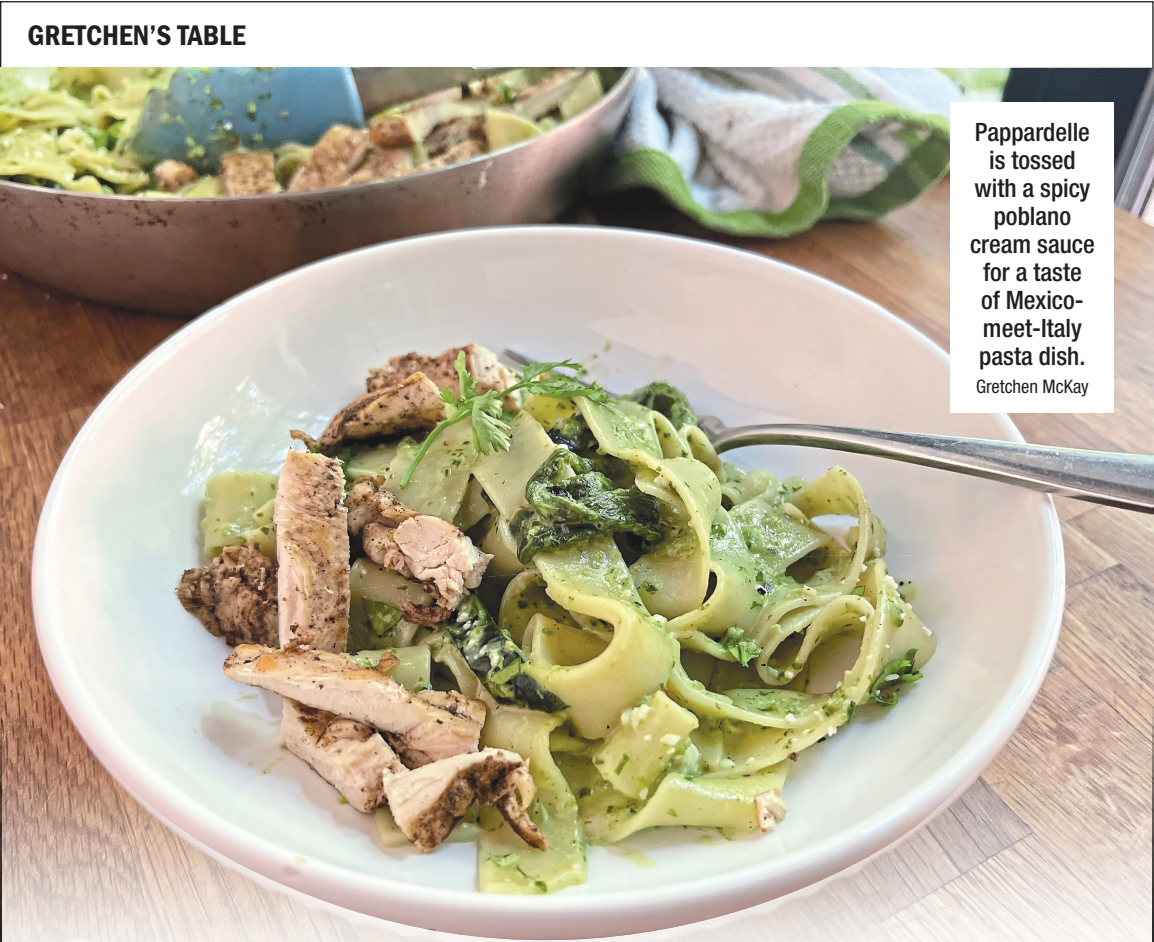 GRETCHEN'S TABLE
Pappardelle
is tossed
with a spicy
poblano
cream sauce
for a taste
of Mexico-
meet-Italy
pasta dish.
Gretchen McKay